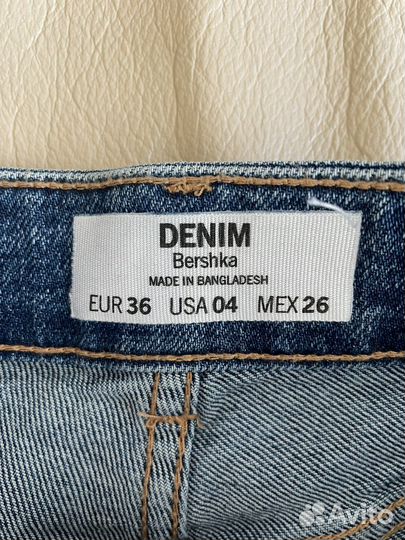 DENIM
Bershka
MADE IN BANGLADESH
EUR 36 USA 04 MEX 26
Avito